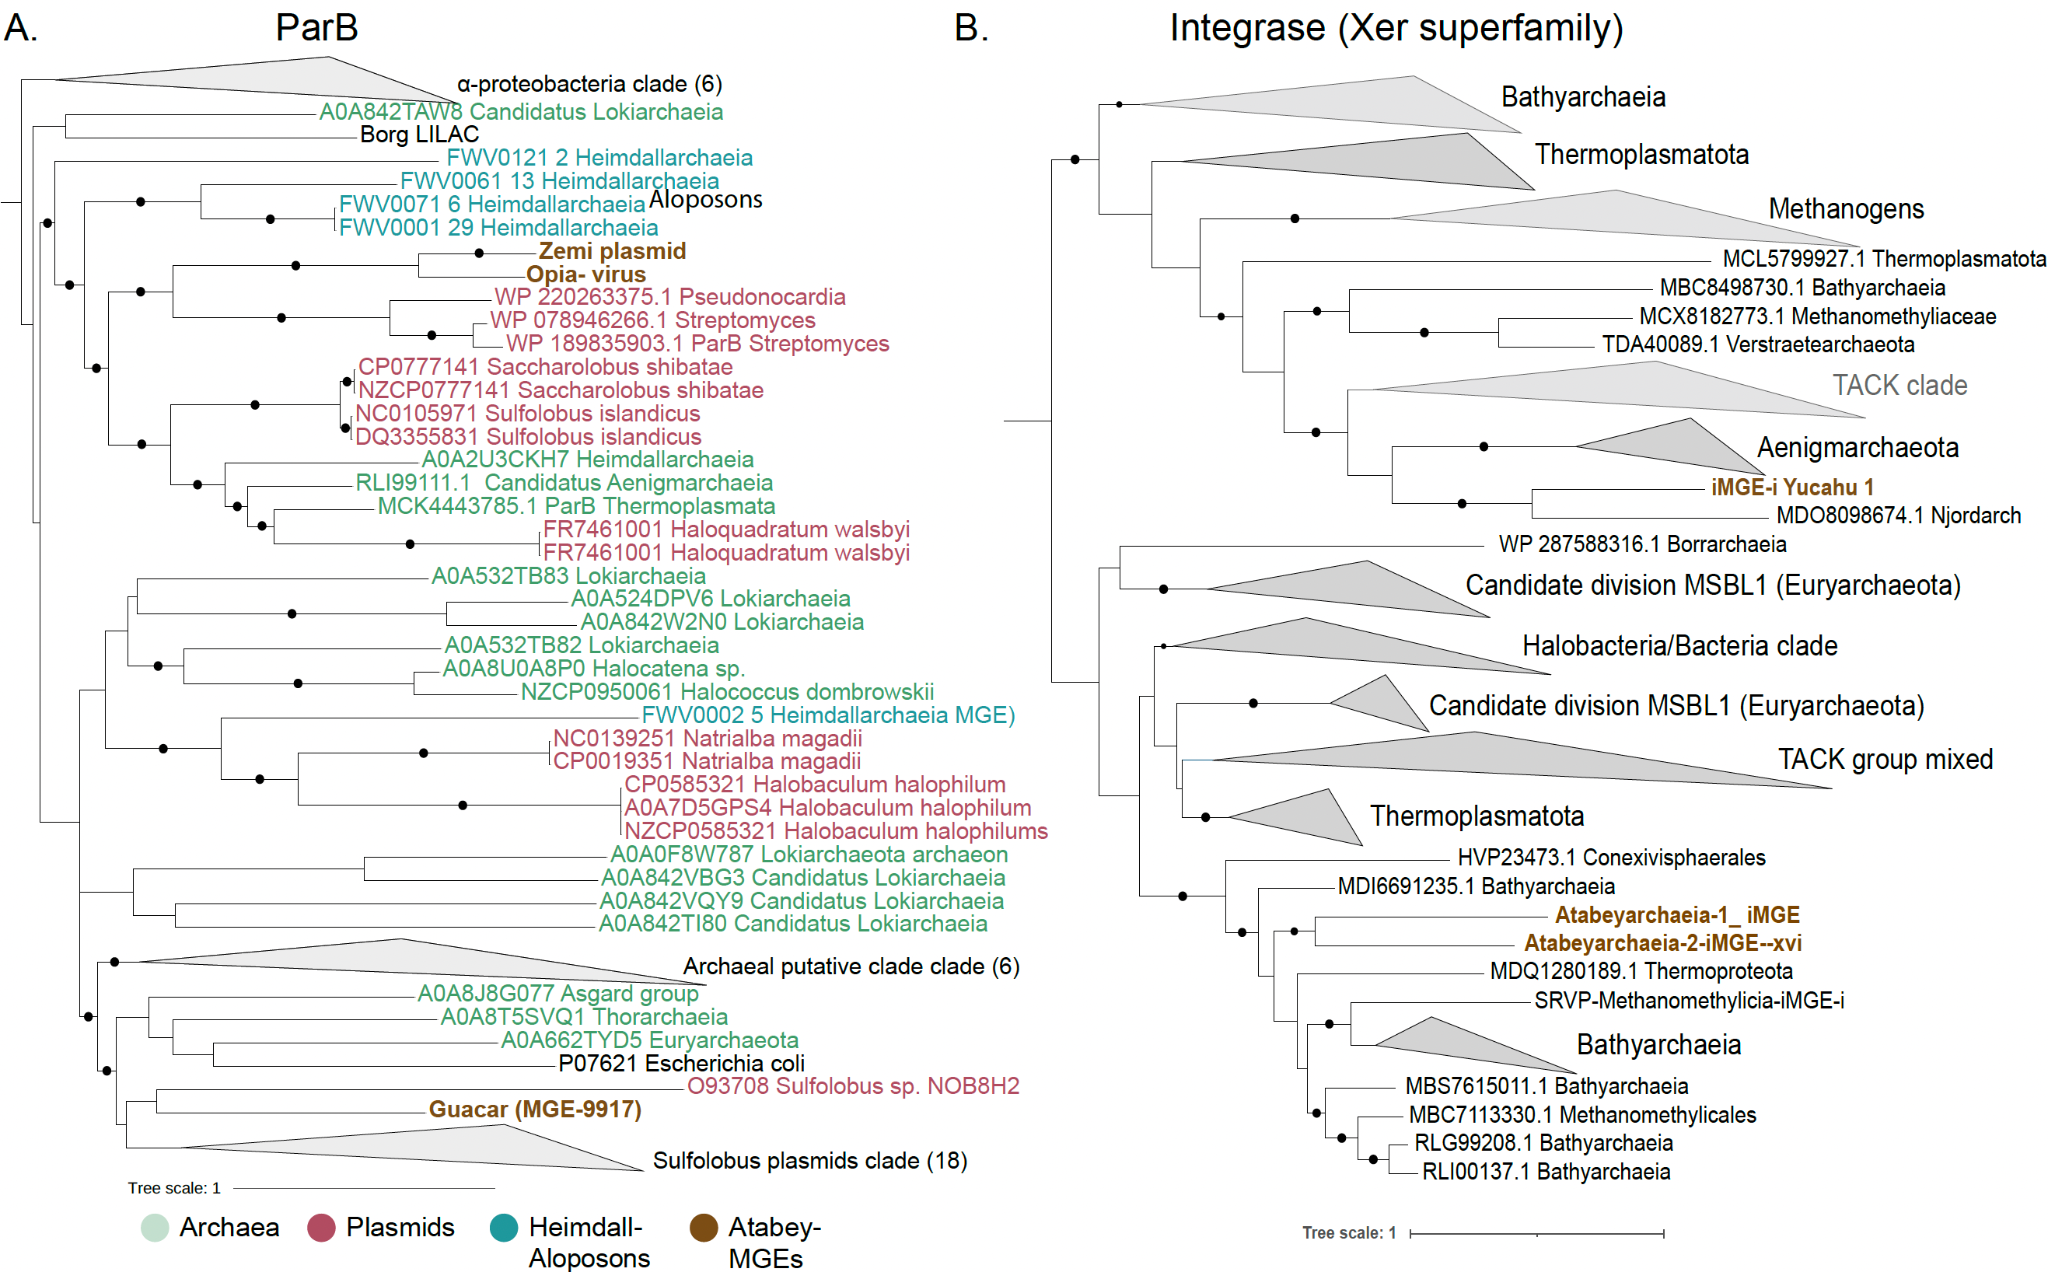 A.
ParB
α-proteobacteria clade (6)
A0A842TAW8 Candidatus Lokiarchaeia
Borg LILAC
FWV0121 2 Heimdallarchaeia
FWV0061 13 Heimdallarchaeia
FWV0071 6 Heimdallarchaeia
Aloposons
FWV0001 29 Heimdallarchaeia
Zemi plasmid
Opia- virus
WP 220263375.1 Pseudonocardia
WP 078946266.1 Streptomyces
WP 189835903.1 ParB Streptomyces
CP0777141 Saccharolobus shibatae
NZCP0777141 Saccharolobus shibatae
NC0105971 Sulfolobus islandicus
DQ3355831 Sulfolobus islandicus
A0A2U3CKH7 Heimdallarchaeia
RLI99111.1 Candidatus Aenigmarchaeia
MCK4443785.1 ParB Thermoplasmata
FR7461001 Haloquadratum walsbyi
FR7461001 Haloquadratum walsbyi
A0A532TB83 Lokiarchaeia
A0A524DPV6 Lokiarchaeia
A0A842W2N0 Lokiarchaeia
A0A532TB82 Lokiarchaeia
A0A8U0A8P0 Halocatena sp.
NZCP0950061 Halococcus dombrowskii
FWV0002 5 Heimdallarchaeia MGE)
NC0139251 Natrialba magadii
CP0019351 Natrialba magadii
CP0585321 Halobaculum halophilum
A0A7D5GPS4 Halobaculum halophilum
NZCP0585321 Halobaculum halophilums
A0A0F8W787 Lokiarchaeota archaeon
A0A842VBG3 Candidatus Lokiarchaeia
A0A842VQY9 Candidatus Lokiarchaeia
A0A842TI80 Candidatus Lokiarchaeia
Archaeal putative clade clade (6)
A0A8J8G077 Asgard group
A0A8T5SVQ1 Thorarchaeia
A0A662TYD5 Euryarchaeota
P07621 Escherichia coli
O93708 Sulfolobus sp. NOB8H2
Guacar (MGE-9917)
Sulfolobus plasmids clade (18)
Tree scale: 1
Archaea
Plasmids
Heimdall-
Aloposons
Atabey-
MGEs
B.
Integrase (Xer superfamily)
Bathyarchaeia
Thermoplasmatota
Methanogens
MCL5799927.1 Thermoplasmatota
MBC8498730.1 Bathyarchaeia
MCX8182773.1 Methanomethyliaceae
TDA40089.1 Verstraetearchaeota
TACK clade
Aenigmarchaeota
iMGE-i Yucahu 1
MDO8098674.1 Njordarch
WP 287588316.1 Borrarchaeia
Candidate division MSBL1 (Euryarchaeota)
Halobacteria/Bacteria clade
Candidate division MSBL1 (Euryarchaeota)
TACK group mixed
Thermoplasmatota
HVP23473.1 Conexivisphaerales
MDI6691235.1 Bathyarchaeia
Atabeyarchaeia-1_ iMGE
Atabeyarchaeia-2-iMGE--xvi
MDQ1280189.1 Thermoproteota
SRVP-Methanomethylicia-iMGE-i
Bathyarchaeia
MBS7615011.1 Bathyarchaeia
MBC7113330.1 Methanomethylicales
RLG99208.1 Bathyarchaeia
RLI00137.1 Bathyarchaeia
Tree scale: 1